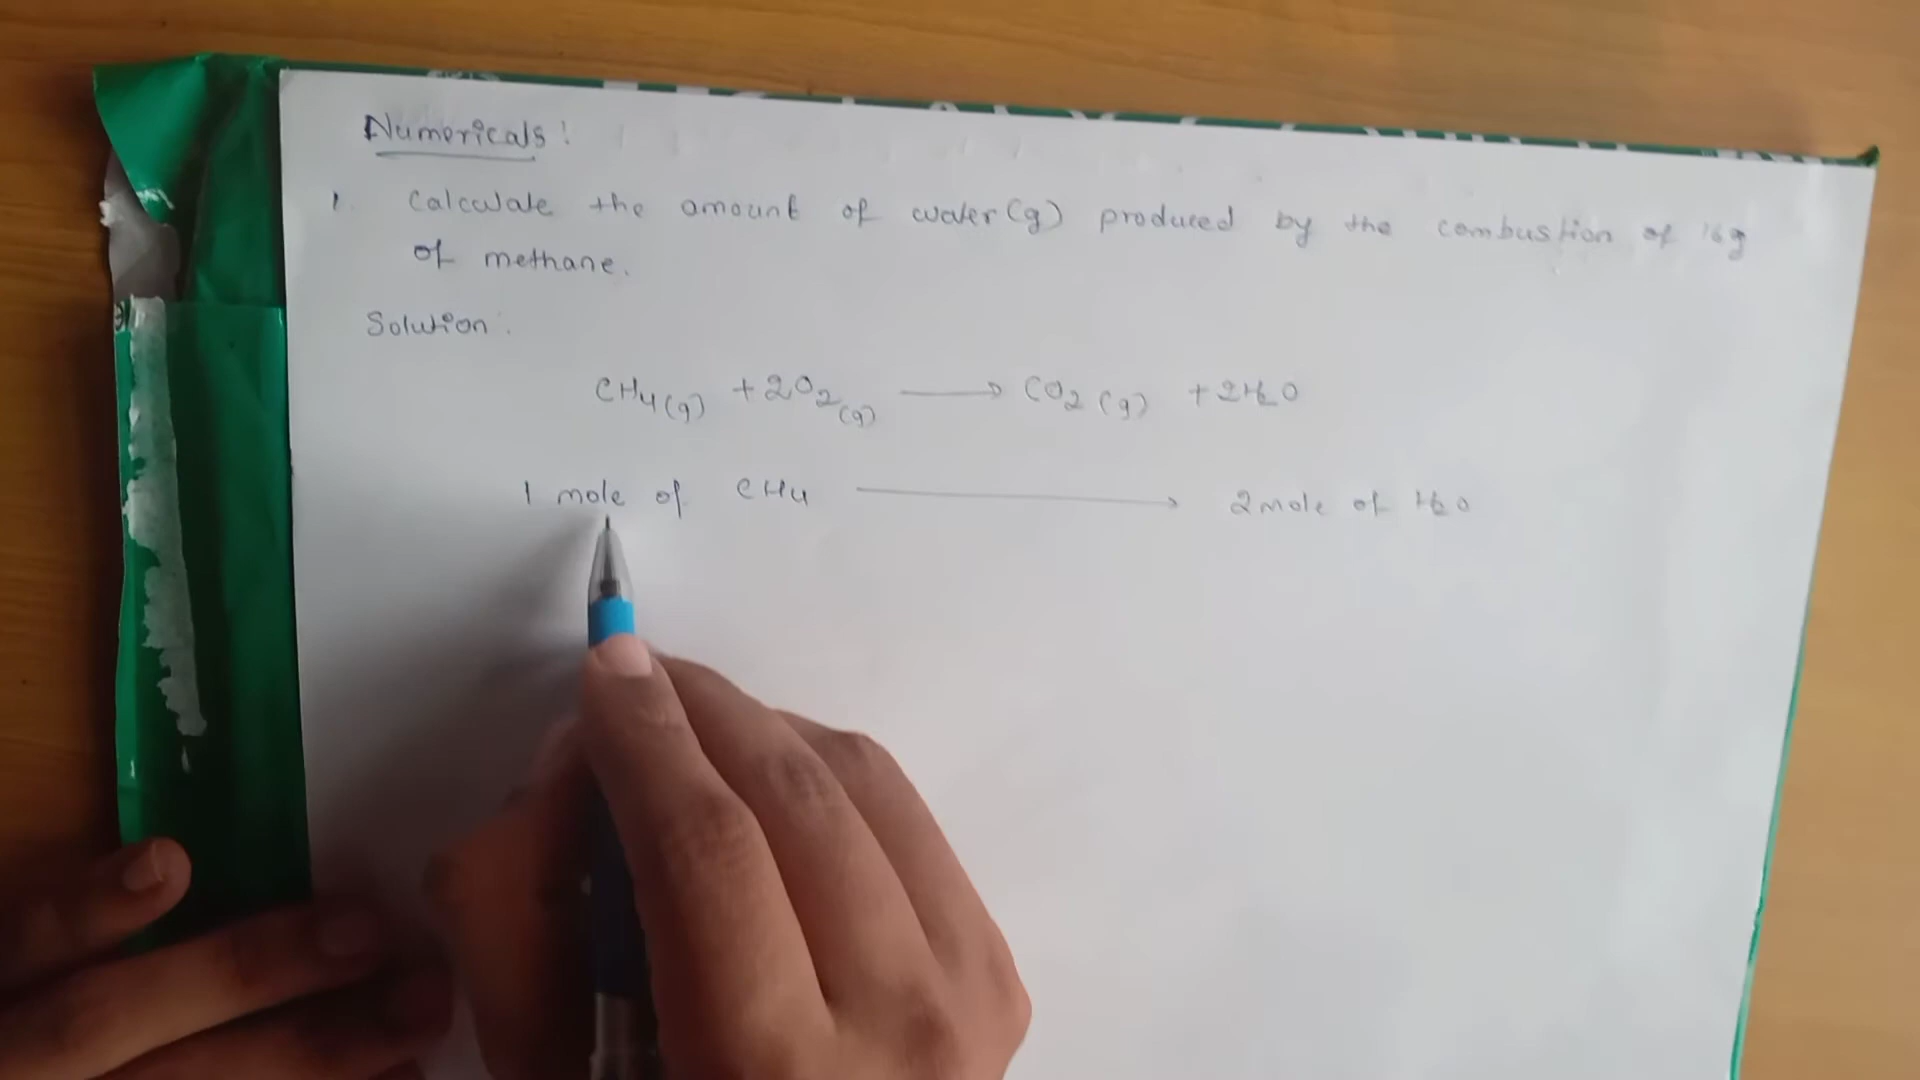 Numericals:
1. Calculate the amount of water (g) produced by the combustion of 16g
of methane.
Solution:
CH4(g) + 2O2(g) → CO2(g) + 2H2O
1 mole of CH4 → 2 mole of H2O